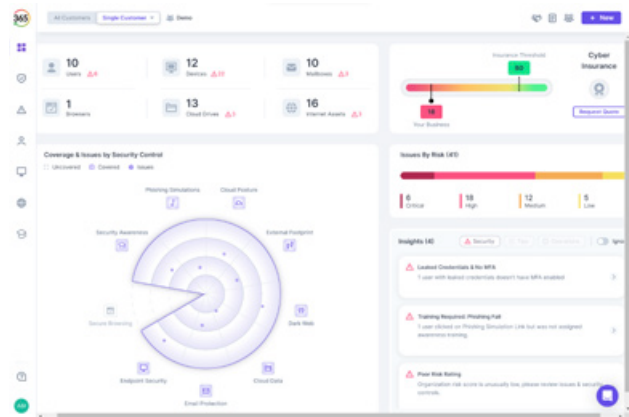 365
All Customers
Single Customer
Demo
+ New
10
Users
12
Devices
10
Mailboxes
1
Browsers
13
Cloud Drives
16
Internet Assets
Insurance Threshold
Your Business
Cyber
Insurance
Request Quote
Coverage & Issues by Security Control
Uncovered
Covered
Issues
Phishing Simulations
Cloud Posture
Security Awareness
External Footprint
Secure Browsing
Dark Web
Endpoint Security
Cloud Data
Email Protection
Issues By Risk (41)
6
Critical
18
High
12
Medium
5
Low
Insights (4)
Security
Leaked Credentials & No MFA
1 user with leaked credentials doesn't have MFA enabled
Training Required: Phishing Fail
1 user clicked on Phishing Simulation Link but was not assigned
awareness training.
Poor Risk Rating
Organization risk score is unusually low, please review issues & security
controls.